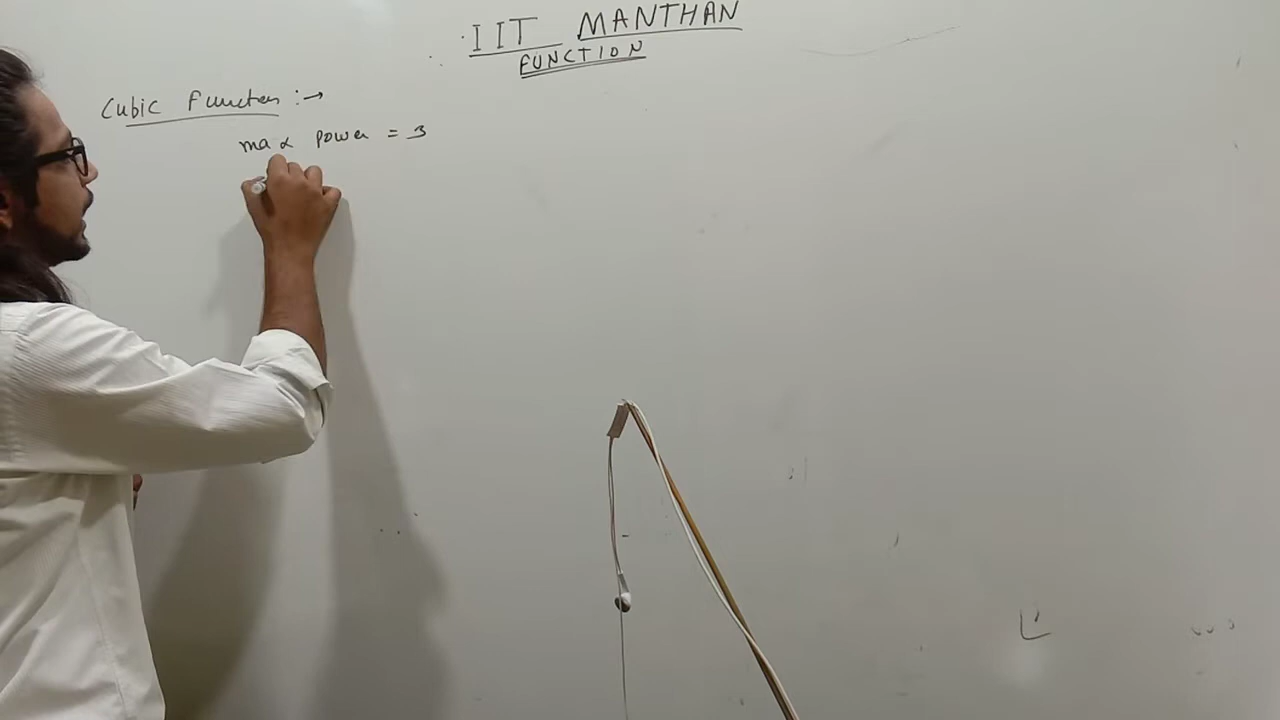 IIT MANTHAN
FUNCTION
Cubic Function :→
max power = 3